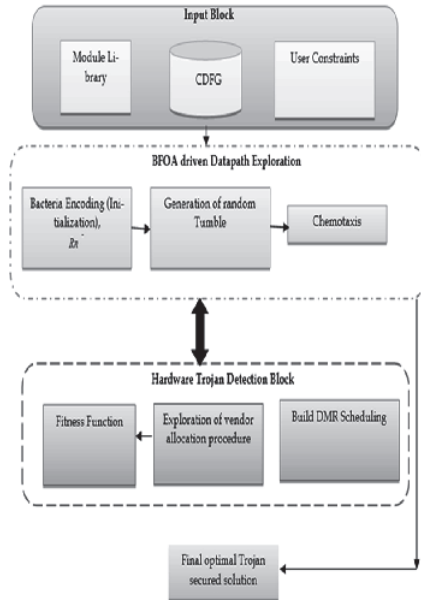 Input Block
Module Li-
brary
CDFG
User Constraints
BFOA driven Datapath Exploration
Bacteria Encoding (Ini-
tialization),
Rn
Generation of random
Tumble
Chemotaxis
Hardware Trojan Detection Block
Fitness Function
Exploration of vendor
allocation procedure
Build DMR Scheduling
Final optimal Trojan
secured solution